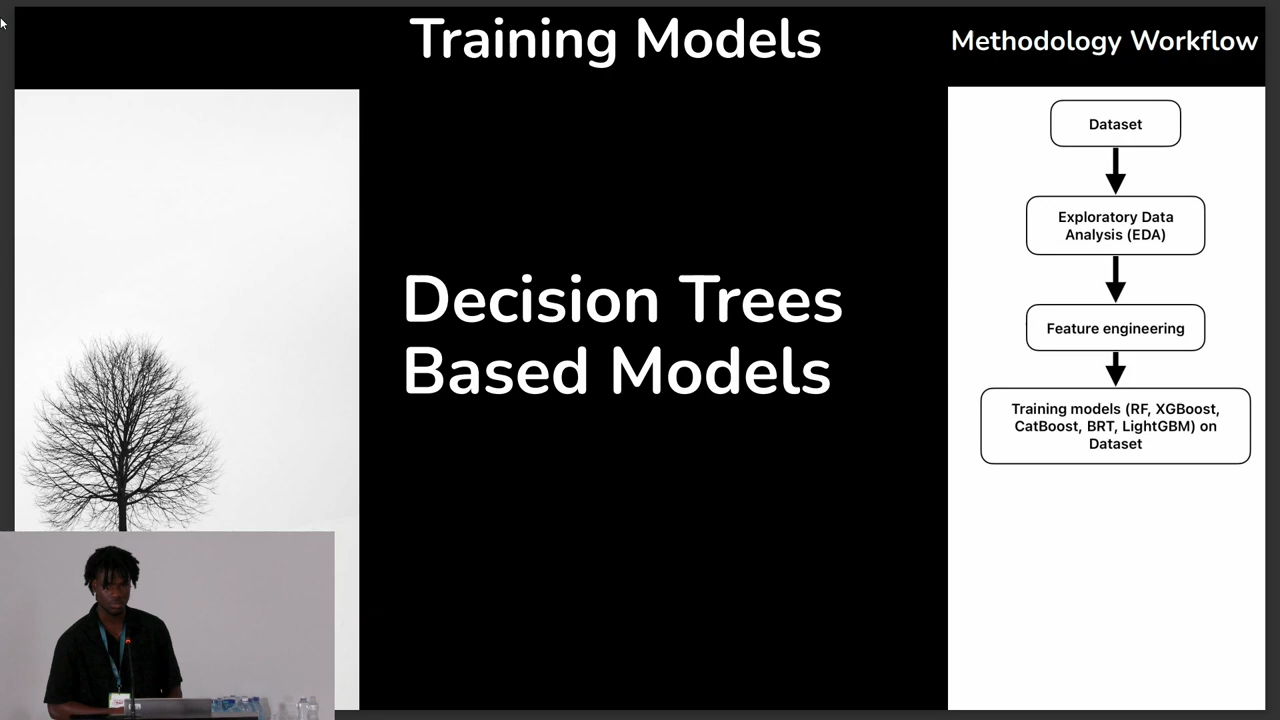 Training Models
Methodology Workflow
Decision Trees
Based Models
Dataset
Exploratory Data
Analysis (EDA)
Feature engineering
Training models (RF, XGBoost,
CatBoost, BRT, LightGBM) on
Dataset